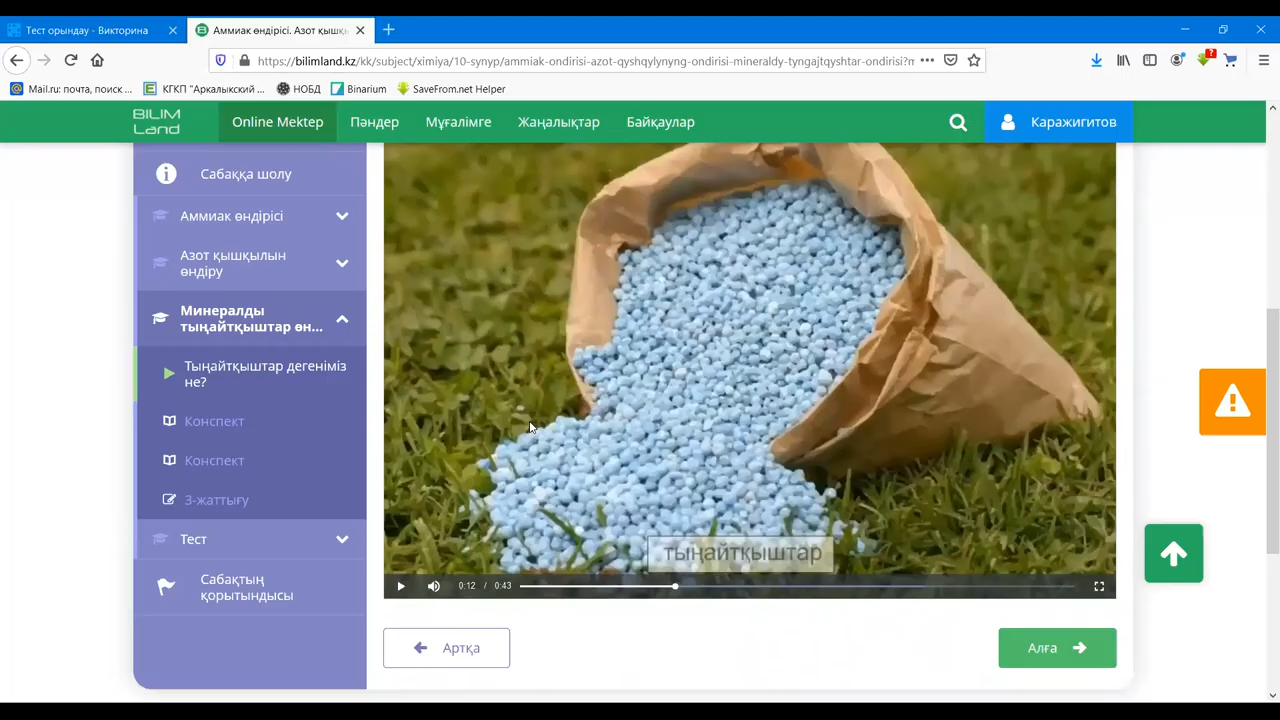 Тест орындау - Викторина
Аммиак өндірісі. Азот қышқ
https://bilimland.kz/kk/subject/ximiya/10-synyp/ammiak-ondirisi-azot-qyshqylynyng-ondirisi-mineraldy-tyngajtqyshtar-ondirisi?m
Mail.ru: почта, поиск ...
КГКП "Аркалыкский ...
НОБД
Binarium
SaveFrom.net Helper
BILIM
Land
Online Mektep
Пәндер
Мұғалімге
Жаңалықтар
Байқаулар
Каражигитов
Сабаққа шолу
Аммиак өндірісі
Азот қышқылын
өндіру
Минералды
тыңайтқыштар өн...
Тыңайтқыштар дегеніміз
не?
Конспект
Конспект
3-жаттығу
Тест
Сабақтың
қорытындысы
тыңайтқыштар
0:12 / 0:43
Артқа
Алға